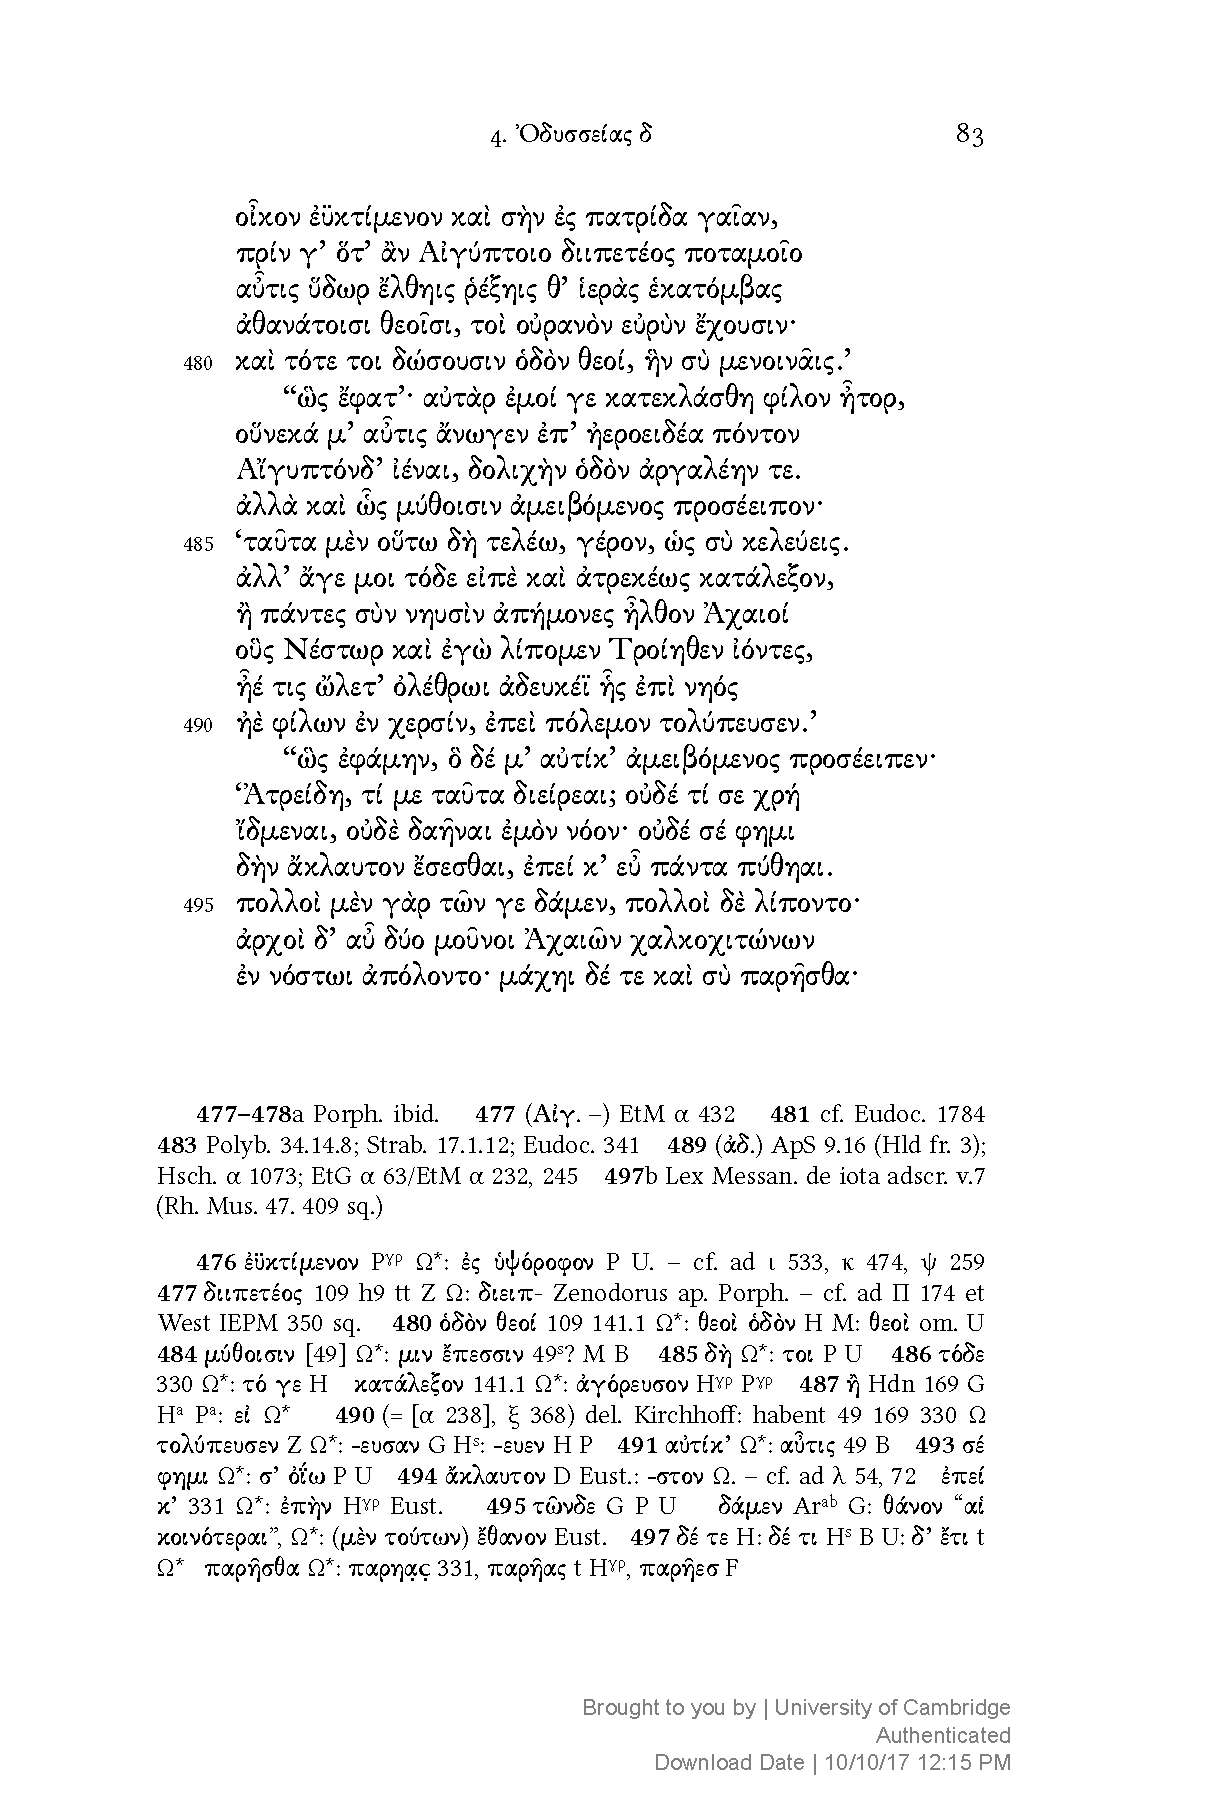 4. Ὀδυσσείας δ 83
οἶκον ἐϋκτίμενον καὶ σὴν ἐς πατρίδα γαῖαν,
πρίν γ’ ὅτ’ ἂν Αἰγύπτοιο διιπετέος ποταμοῖο
αὖτις ὕδωρ ἔλθηις ῥέξηις θ’ ἱερὰς ἑκατόμβας
ἀθανάτοισι θεοῖσι, τοὶ οὐρανὸν εὐρὺν ἔχουσιν·
480 καὶ τότε τοι δώσουσιν ὁδὸν θεοί, ἣν σὺ μενοινᾶις.’
“ὣς ἔφατ’· αὐτὰρ ἐμοί γε κατεκλάσθη φίλον ἦτορ,
οὕνεκά μ’ αὖτις ἄνωγεν ἐπ’ ἠεροειδέα πόντον
Αἴγυπτόνδ’ ἰέναι, δολιχὴν ὁδὸν ἀργαλέην τε.
ἀλλὰ καὶ ὧς μύθοισιν ἀμειβόμενος προσέειπον·
485 ‘ταῦτα μὲν οὕτω δὴ τελέω, γέρον, ὡς σὺ κελεύεις.
ἀλλ’ ἄγε μοι τόδε εἰπὲ καὶ ἀτρεκέως κατάλεξον,
ἢ πάντες σὺν νηυσὶν ἀπήμονες ἦλθον Ἀχαιοί
οὓς Νέστωρ καὶ ἐγὼ λίπομεν Τροίηθεν ἰόντες,
ἦέ τις ὤλετ’ ὀλέθρωι ἀδευκέϊ ἧς ἐπὶ νηός
490 ἠὲ φίλων ἐν χερσίν, ἐπεὶ πόλεμον τολύπευσεν.’
“ὣς ἐφάμην, ὃ δέ μ’ αὐτίκ’ ἀμειβόμενος προσέειπεν·
‘Ἀτρείδη, τί με ταῦτα διείρεαι; οὐδέ τί σε χρή
ἴδμεναι, οὐδὲ δαῆναι ἐμὸν νόον· οὐδέ σέ φημι
δὴν ἄκλαυτον ἔσεσθαι, ἐπεί κ’ εὖ πάντα πύθηαι.
495 πολλοὶ μὲν γὰρ τῶν γε δάμεν, πολλοὶ δὲ λίποντο·
ἀρχοὶ δ’ αὖ δύο μοῦνοι Ἀχαιῶν χαλκοχιτώνων
ἐν νόστωι ἀπόλοντο· μάχηι δέ τε καὶ σὺ παρῆσθα·
477–478a Porph. ibid. 477 (Αἰγ. –) EtM α 432 481 cf. Eudoc. 1784
483 Polyb. 34.14.8; Strab. 17.1.12; Eudoc. 341 489 (ἀδ.) ApS 9.16 (Hld fr. 3);
Hsch. α 1073; EtG α 63/EtM α 232, 245 497b Lex Messan. de iota adscr. v.7
(Rh. Mus. 47. 409 sq.)
476 ἐϋκτίμενον Pᵞᵖ Ω*: ἐς ὑψόροφον P U. – cf. ad ι 533, κ 474, ψ 259
477 διιπετέος 109 h9 tt Z Ω: διειπ- Zenodorus ap. Porph. – cf. ad Π 174 et
West IEPM 350 sq. 480 ὁδὸν θεοί 109 141.1 Ω*: θεοὶ ὁδὸν H M: θεοὶ om. U
484 μύθοισιν [49] Ω*: μιν ἔπεσσιν 49ˢ? M B 485 δὴ Ω*: τοι P U 486 τόδε
330 Ω*: τό γε H κατάλεξον 141.1 Ω*: ἀγόρευσον Hᵞᵖ Pᵞᵖ 487 ἢ Hdn 169 G
Hᵃ Pᵃ: εἰ Ω* 490 (= [α 238], ξ 368) del. Kirchhoff: habent 49 169 330 Ω
τολύπευσεν Z Ω*: -ευσαν G Hˢ: -ευεν H P 491 αὐτίκ’ Ω*: αὖτις 49 B 493 σέ
φημι Ω*: σ’ ὀΐω P U 494 ἄκλαυτον D Eust.: -στον Ω. – cf. ad λ 54, 72 ἐπεί
κ’ 331 Ω*: ἐπὴν Hᵞᵖ Eust. 495 τῶνδε G P U δάμεν Arᵃᵇ G: θάνον “αἱ
κοινότεραι”, Ω*: (μὲν τούτων) ἔθανον Eust. 497 δέ τε H: δέ τι Hˢ B U: δ’ ἔτι t
Ω* παρῆσθα Ω*: παρηα̣ς̣ 331, παρῆας t Hᵞᵖ, παρῆεσ F
Brought to you by | University of Cambridge
Authenticated
Download Date | 10/10/17 12:15 PM